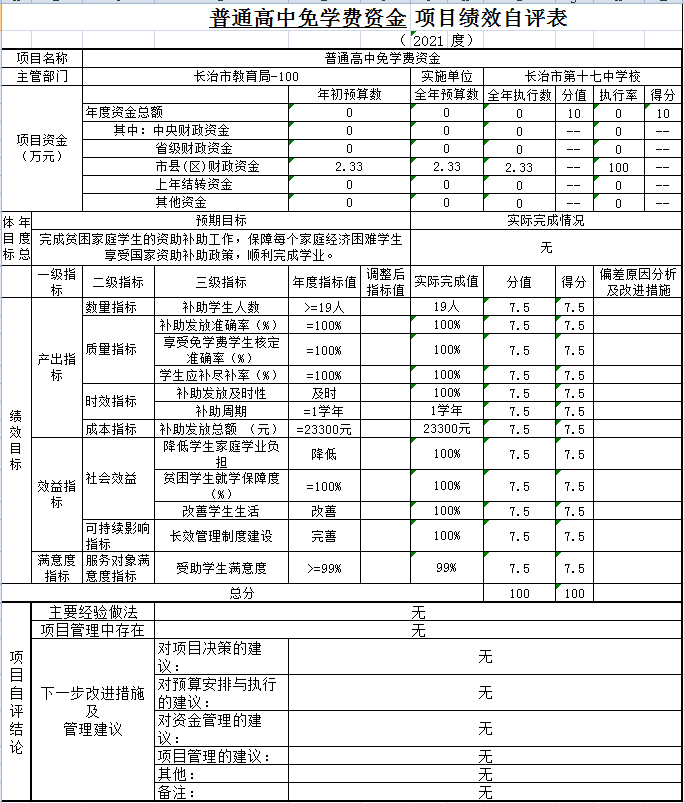 普通高中免学费资金 项目绩效自评表
（ 2021 度）
项目名称 普通高中免学费资金
主管部门 长治市教育局-100 实施单位 长治市第十七中学校
项目资金（万元） 年初预算数 全年预算数 全年执行数 分值 执行率 得分
年度资金总额 0 0 0 10 0 10
其中：中央财政资金 0 0 0 -- 0 --
省级财政资金 0 0 0 -- 0 --
市县(区)财政资金 2.33 2.33 2.33 -- 100 --
上年结转资金 0 0 0 -- 0 --
其他资金 0 0 0 -- 0 --
体 年
目 度
标 总
预期目标 实际完成情况
完成贫困家庭学生的资助补助工作，保障每个家庭经济困难学生
享受国家资助补助政策，顺利完成学业。
无
绩效目标
一级指标 二级指标 三级指标 年度指标值 调整后指标值 实际完成值 分值 得分 偏差原因分析及改进措施
产出指标 数量指标 补助学生人数 >=19人 19人 7.5 7.5
质量指标 补助发放准确率（%） =100% 100% 7.5 7.5
享受免学费学生核定准确率（%） =100% 100% 7.5 7.5
学生应补尽补率（%） =100% 100% 7.5 7.5
时效指标 补助发放及时性 及时 100% 7.5 7.5
补助周期 =1学年 1学年 7.5 7.5
成本指标 补助发放总额 （元） =23300元 23300元 7.5 7.5
效益指标 社会效益 降低学生家庭学业负担 降低 100% 7.5 7.5
贫困学生就学保障度（%） =100% 100% 7.5 7.5
改善学生生活 改善 100% 7.5 7.5
可持续影响指标 长效管理制度建设 完善 100% 7.5 7.5
满意度指标 服务对象满意度指标 受助学生满意度 >=99% 99% 7.5 7.5
总分 100 100
项目自评结论
主要经验做法 无
项目管理中存在 无
下一步改进措施
及
管理建议
对项目决策的建议： 无
对预算安排与执行的建议： 无
对资金管理的建议： 无
项目管理的建议： 无
其他： 无
备注： 无